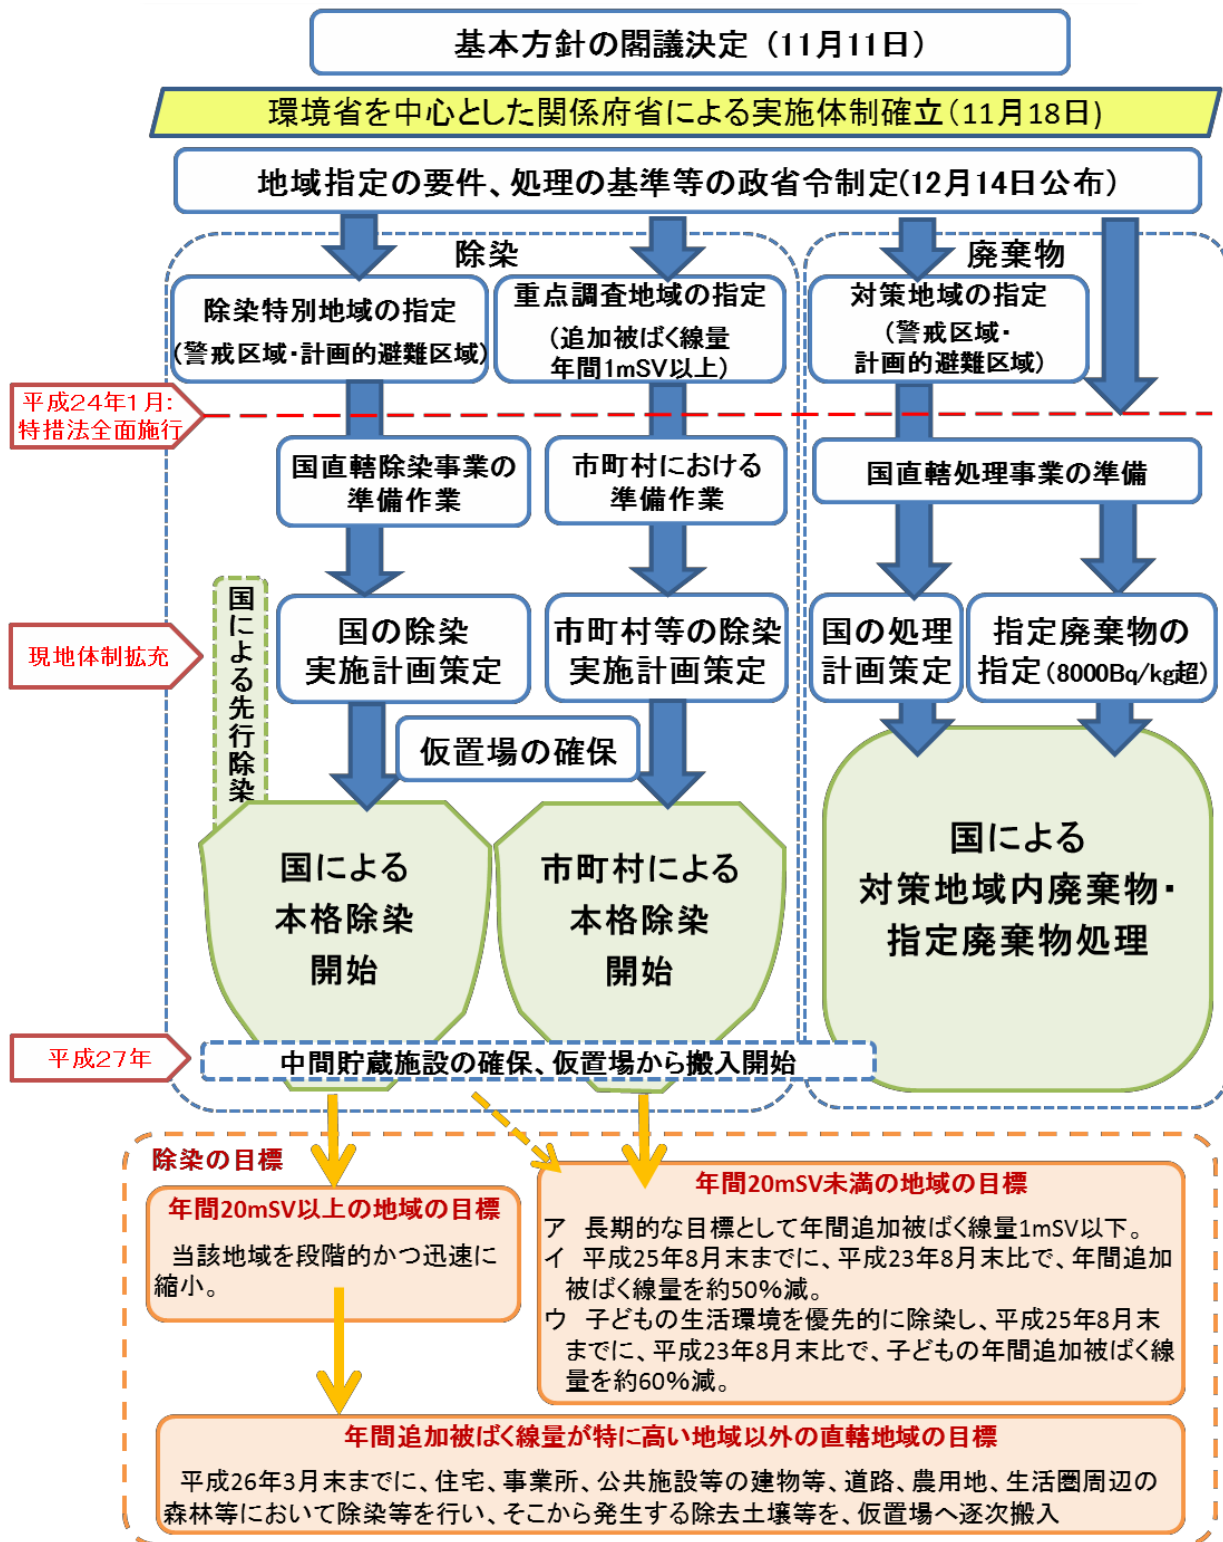 基本方針の閣議決定（11月11日）
環境省を中心とした関係府省による実施体制確立（11月18日）
地域指定の要件、処理の基準等の政省令制定（12月14日公布）
除染
廃棄物
除染特別地域の指定
（警戒区域・計画的避難区域）
重点調査地域の指定
（追加被ばく線量
年間1mSV以上）
対策地域の指定
（警戒区域・
計画的避難区域）
平成24年1月：
特措法全面施行
国直轄除染事業の
準備作業
市町村における
準備作業
国直轄処理事業の準備
国による先行除染
現地体制拡充
国の除染
実施計画策定
市町村等の除染
実施計画策定
国の処理
計画策定
指定廃棄物の
指定（8000Bq/kg超）
仮置場の確保
国による
本格除染
開始
市町村による
本格除染
開始
国による
対策地域内廃棄物・
指定廃棄物処理
平成27年
中間貯蔵施設の確保、仮置場から搬入開始
除染の目標
年間20mSV以上の地域の目標
当該地域を段階的かつ迅速に
縮小。
年間20mSV未満の地域の目標
ア 長期的な目標として年間追加被ばく線量1mSV以下。
イ 平成25年8月末までに、平成23年8月末比で、年間追加
被ばく線量を約50％減。
ウ 子どもの生活環境を優先的に除染し、平成25年8月末
までに、平成23年8月末比で、子どもの年間追加被ばく線
量を約60％減。
年間追加被ばく線量が特に高い地域以外の直轄地域の目標
平成26年3月末までに、住宅、事業所、公共施設等の建物等、道路、農用地、生活圏周辺の
森林等において除染等を行い、そこから発生する除去土壌等を、仮置場へ逐次搬入